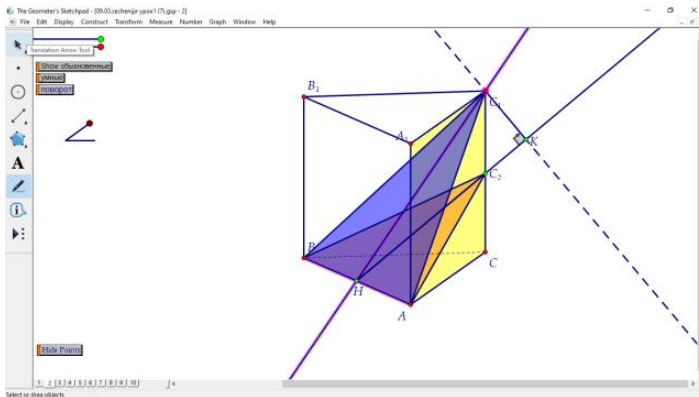 The Geometer's Sketchpad - [09.03.sechenija-ypox1 (7).gsp - 2]
File Edit Display Construct Transform Measure Number Graph Window Help
Translation Arrow Tool
Show обыкновенные
умные
поворот
B₁
C₁
A₁
K
C₂
B
C
H
A
A
Hide Points
1 2 3 4 5 6 7 8 9 10
Select or drag objects